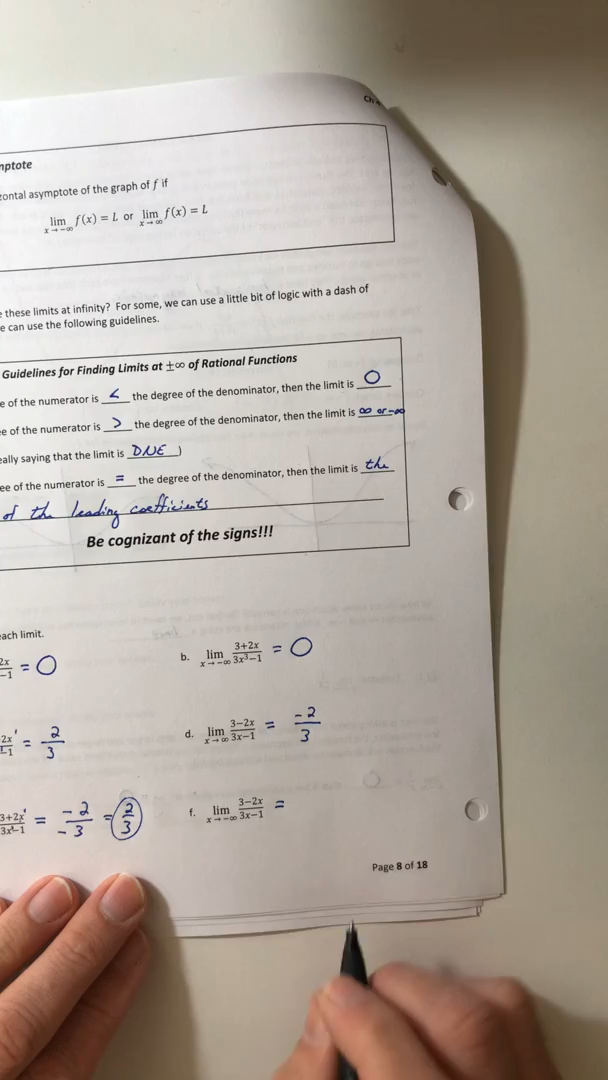 Ch 4
mptote
zontal asymptote of the graph of f if
lim x→-∞ f(x) = L or lim x→∞ f(x) = L
e these limits at infinity? For some, we can use a little bit of logic with a dash of
e can use the following guidelines.
Guidelines for Finding Limits at ±∞ of Rational Functions
e of the numerator is < the degree of the denominator, then the limit is 0
ee of the numerator is > the degree of the denominator, then the limit is ∞ or -∞
eally saying that the limit is DNE )
ee of the numerator is = the degree of the denominator, then the limit is the
of the leading coefficients
Be cognizant of the signs!!!
each limit.
2x/-1 = 0
b. lim x→-∞ 3+2x/3x³-1 = 0
2x/-1 = 2/3
d. lim x→∞ 3-2x/3x-1 = -2/3
3+2x/3x-1 = -2/-3 = 2/3
f. lim x→-∞ 3-2x/3x-1 =
Page 8 of 18